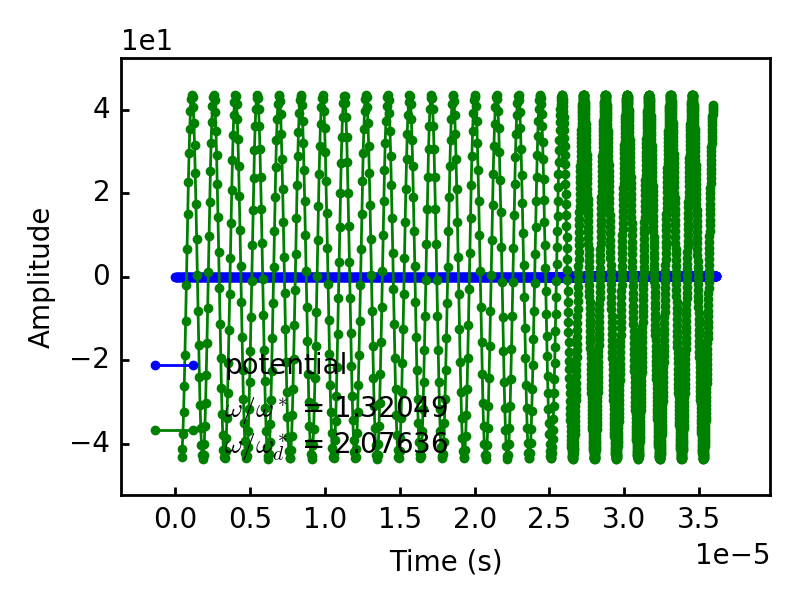 1e1
4
2
0
−2
−4
Amplitude
potential
ω/ω* = 1.32049
ω/ω*d = 2.07636
0.0 0.5 1.0 1.5 2.0 2.5 3.0 3.5
1e−5
Time (s)